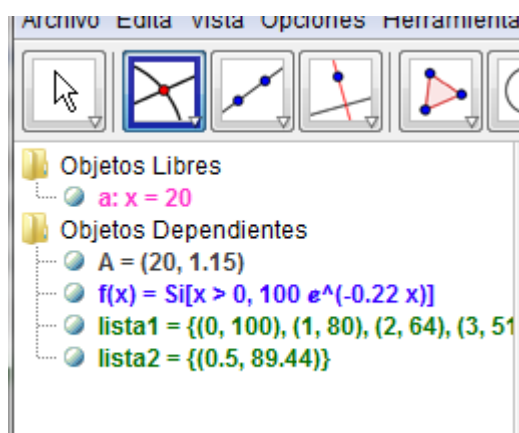 Archivo Edita Vista Opciones Herramienta
Objetos Libres
a: x = 20
Objetos Dependientes
A = (20, 1.15)
f(x) = Si[x > 0, 100 ℯ^(-0.22 x)]
lista1 = {(0, 100), (1, 80), (2, 64), (3, 51
lista2 = {(0.5, 89.44)}